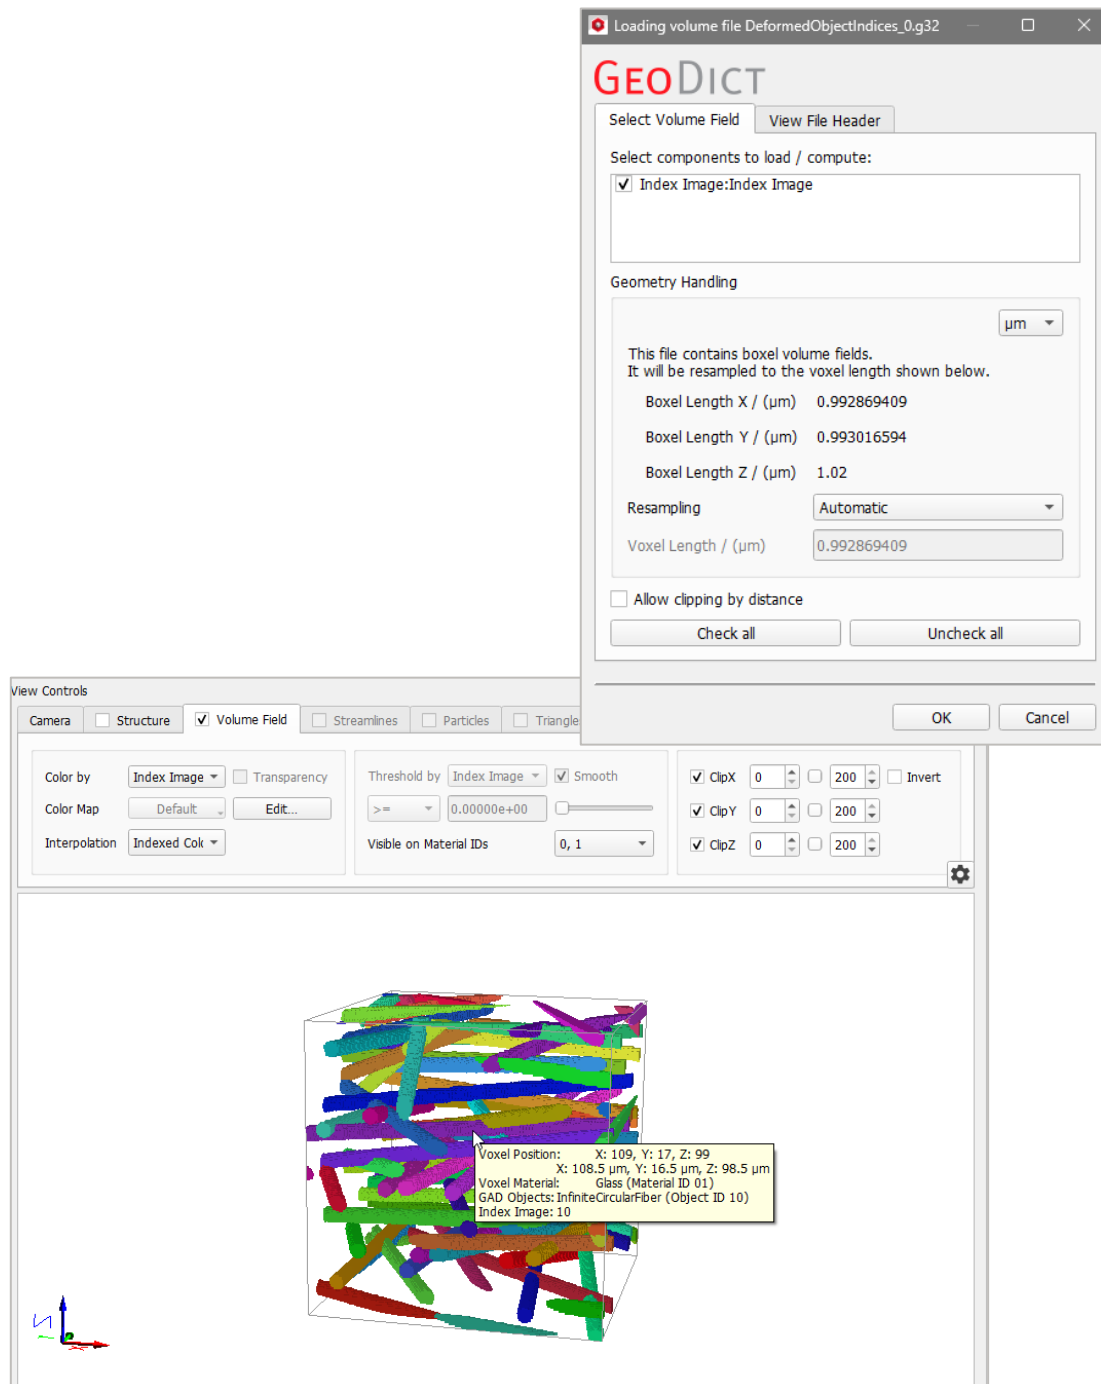 Loading volume file DeformedObjectIndices_0.g32
GEODICT
Select Volume Field
View File Header
Select components to load / compute:
Index Image:Index Image
Geometry Handling
µm
This file contains boxel volume fields.
It will be resampled to the voxel length shown below.
Boxel Length X / (µm) 0.992869409
Boxel Length Y / (µm) 0.993016594
Boxel Length Z / (µm) 1.02
Resampling Automatic
Voxel Length / (µm) 0.992869409
Allow clipping by distance
Check all Uncheck all
OK Cancel
View Controls
Camera Structure Volume Field Streamlines Particles Triangle
Color by Index Image Transparency Threshold by Index Image Smooth ClipX 0 200 Invert
Color Map Default Edit... >= 0.00000e+00 ClipY 0 200
Interpolation Indexed Col Visible on Material IDs 0, 1 ClipZ 0 200
Voxel Position: X: 109, Y: 17, Z: 99
X: 108.5 µm, Y: 16.5 µm, Z: 98.5 µm
Voxel Material: Glass (Material ID 01)
GAD Objects: InfiniteCircularFiber (Object ID 10)
Index Image: 10
Z
X